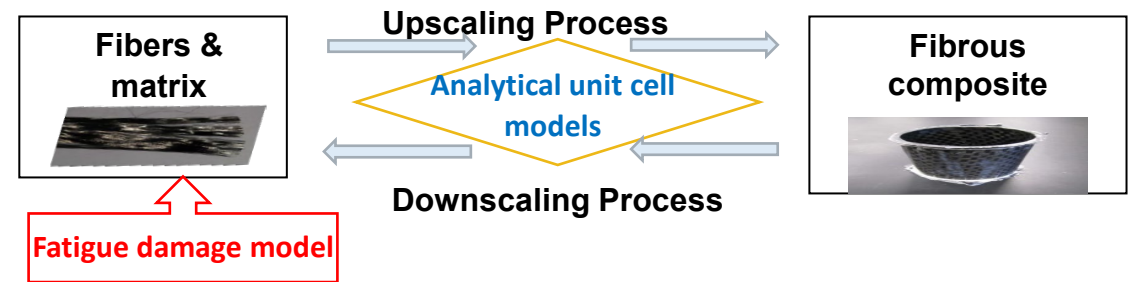 Upscaling Process
Fibers &
matrix
Analytical unit cell
models
Fibrous
composite
Downscaling Process
Fatigue damage model